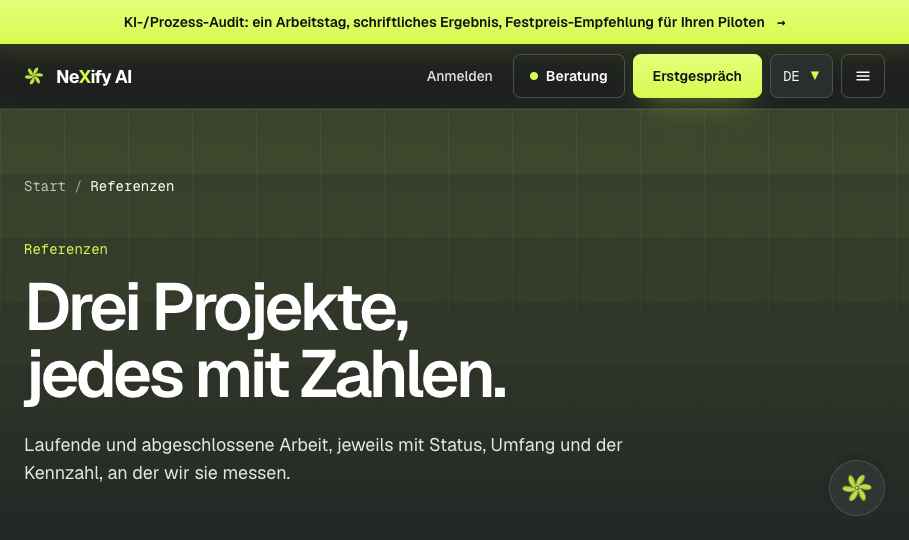 KI-/Prozess-Audit: ein Arbeitstag, schriftliches Ergebnis, Festpreis-Empfehlung für Ihren Piloten →
NeXify AI
Anmelden
Beratung
Erstgespräch
DE ▼
Start / Referenzen
Referenzen
Drei Projekte,
jedes mit Zahlen.
Laufende und abgeschlossene Arbeit, jeweils mit Status, Umfang und der
Kennzahl, an der wir sie messen.